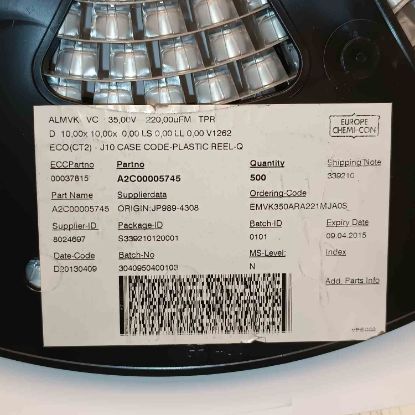 ALMVK VC 35,00V 220,00uFM TPR
D 10,00x 10,00x 0,00 LS 0,00 LL 0,00 V1262
ECO(CT2) - J10 CASE CODE-PLASTIC REEL-Q
EUROPE
CHEMI-CON
ECCPartno Partno Quantity Shipping Note
00037815 A2C00005745 500 339210
Part Name Supplierdata Ordering-Code
A2C00005745 ORIGIN:JP989-4308 EMVK350ARA221MJA0S
Supplier-ID Package-ID Batch-ID Expiry Date
8024697 S339210120001 0101 09.04.2015
Date-Code Batch-No MS-Level: Index
D20130409 3040950400103 N
Add. Parts Info